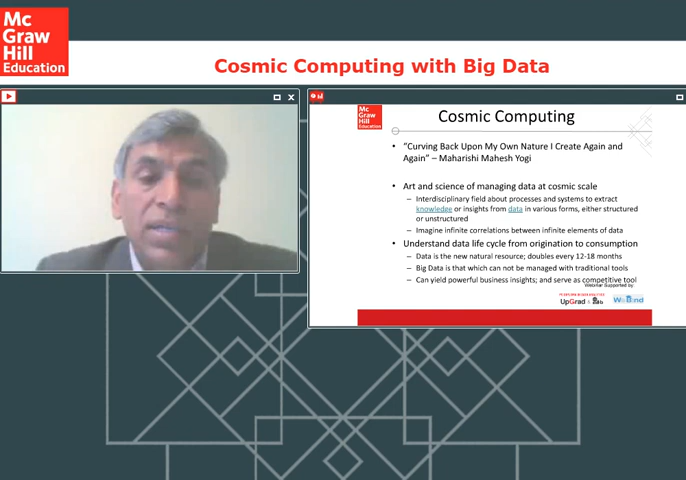 Mc
Graw
Hill
Education
Cosmic Computing with Big Data
Mc
Graw
Hill
Education
Cosmic Computing
• “Curving Back Upon My Own Nature I Create Again and
Again” – Maharishi Mahesh Yogi
• Art and science of managing data at cosmic scale
– Interdisciplinary field about processes and systems to extract
knowledge or insights from data in various forms, either structured
or unstructured
– Imagine infinite correlations between infinite elements of data
• Understand data life cycle from origination to consumption
– Data is the new natural resource; doubles every 12-18 months
– Big Data is that which can not be managed with traditional tools
– Can yield powerful business insights; and serve as competitive tool
Webinar Supported by:
UpGrad &